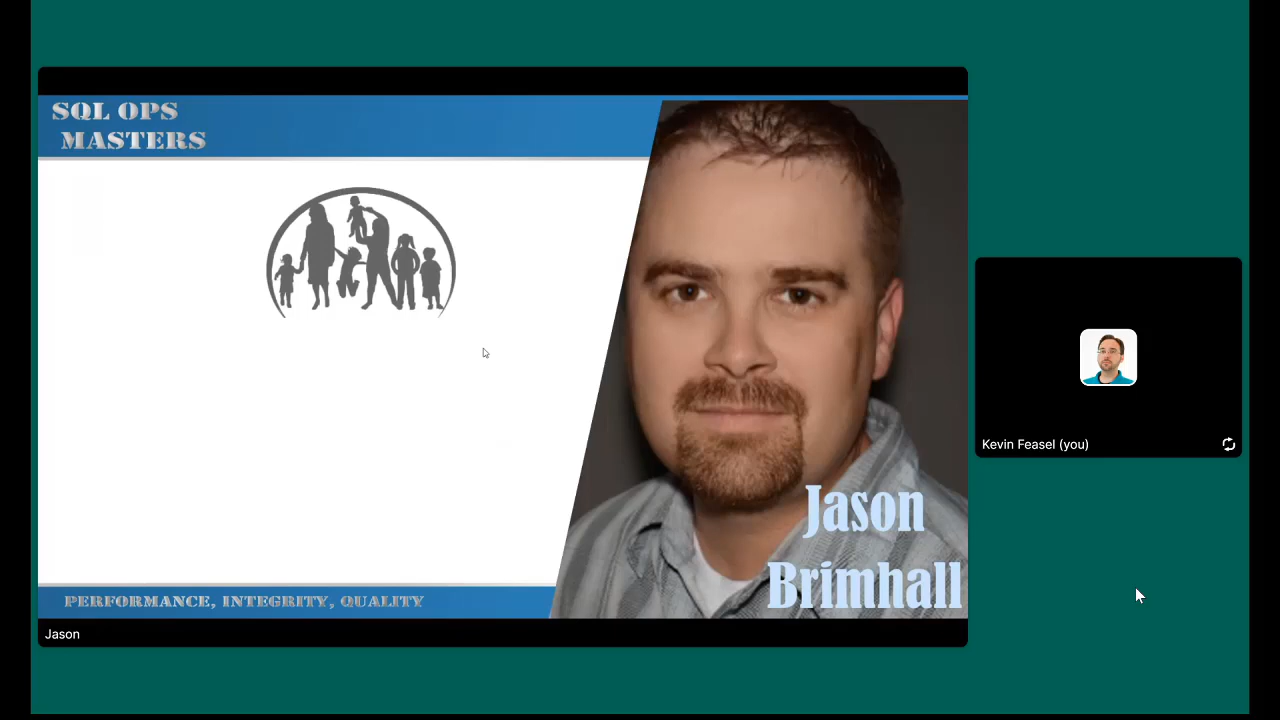 SQL OPS
MASTERS
Jason
Brimhall
PERFORMANCE, INTEGRITY, QUALITY
Jason
Kevin Feasel (you)